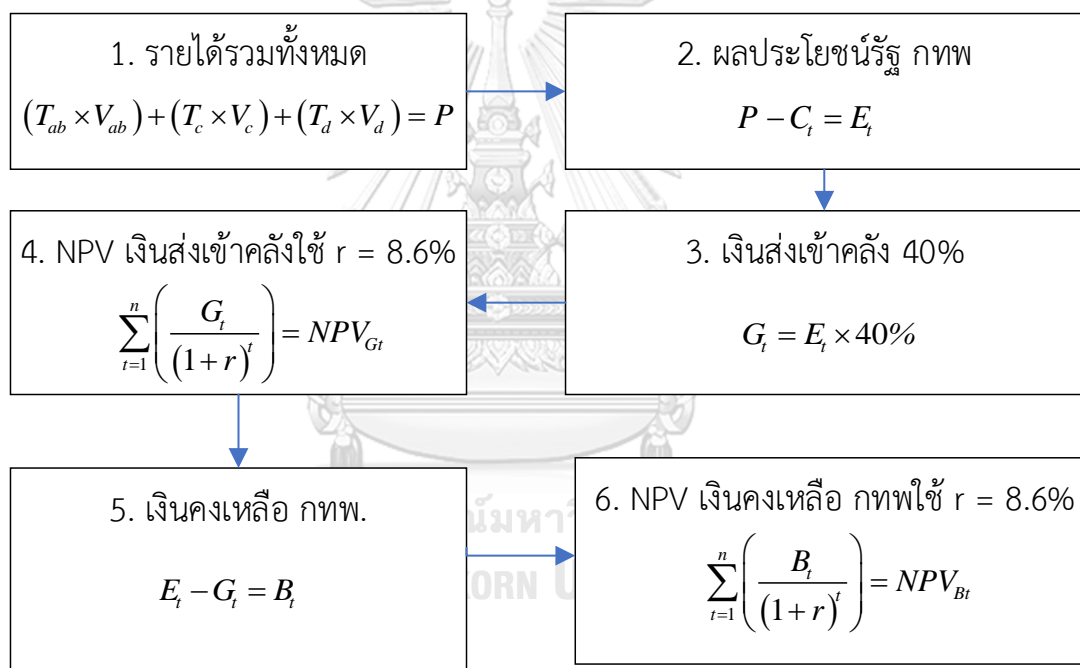 1. รายได้รวมทั้งหมด
(T_ab × V_ab) + (T_c × V_c) + (T_d × V_d) = P
2. ผลประโยชน์รัฐ กทพ
P − C_t = E_t
3. เงินส่งเข้าคลัง 40%
G_t = E_t × 40%
4. NPV เงินส่งเข้าคลังใช้ r = 8.6%
∑_{t=1}^{n} (G_t / (1 + r)^t) = NPV_{Gt}
5. เงินคงเหลือ กทพ.
E_t − G_t = B_t
6. NPV เงินคงเหลือ กทพใช้ r = 8.6%
∑_{t=1}^{n} (B_t / (1 + r)^t) = NPV_{Bt}